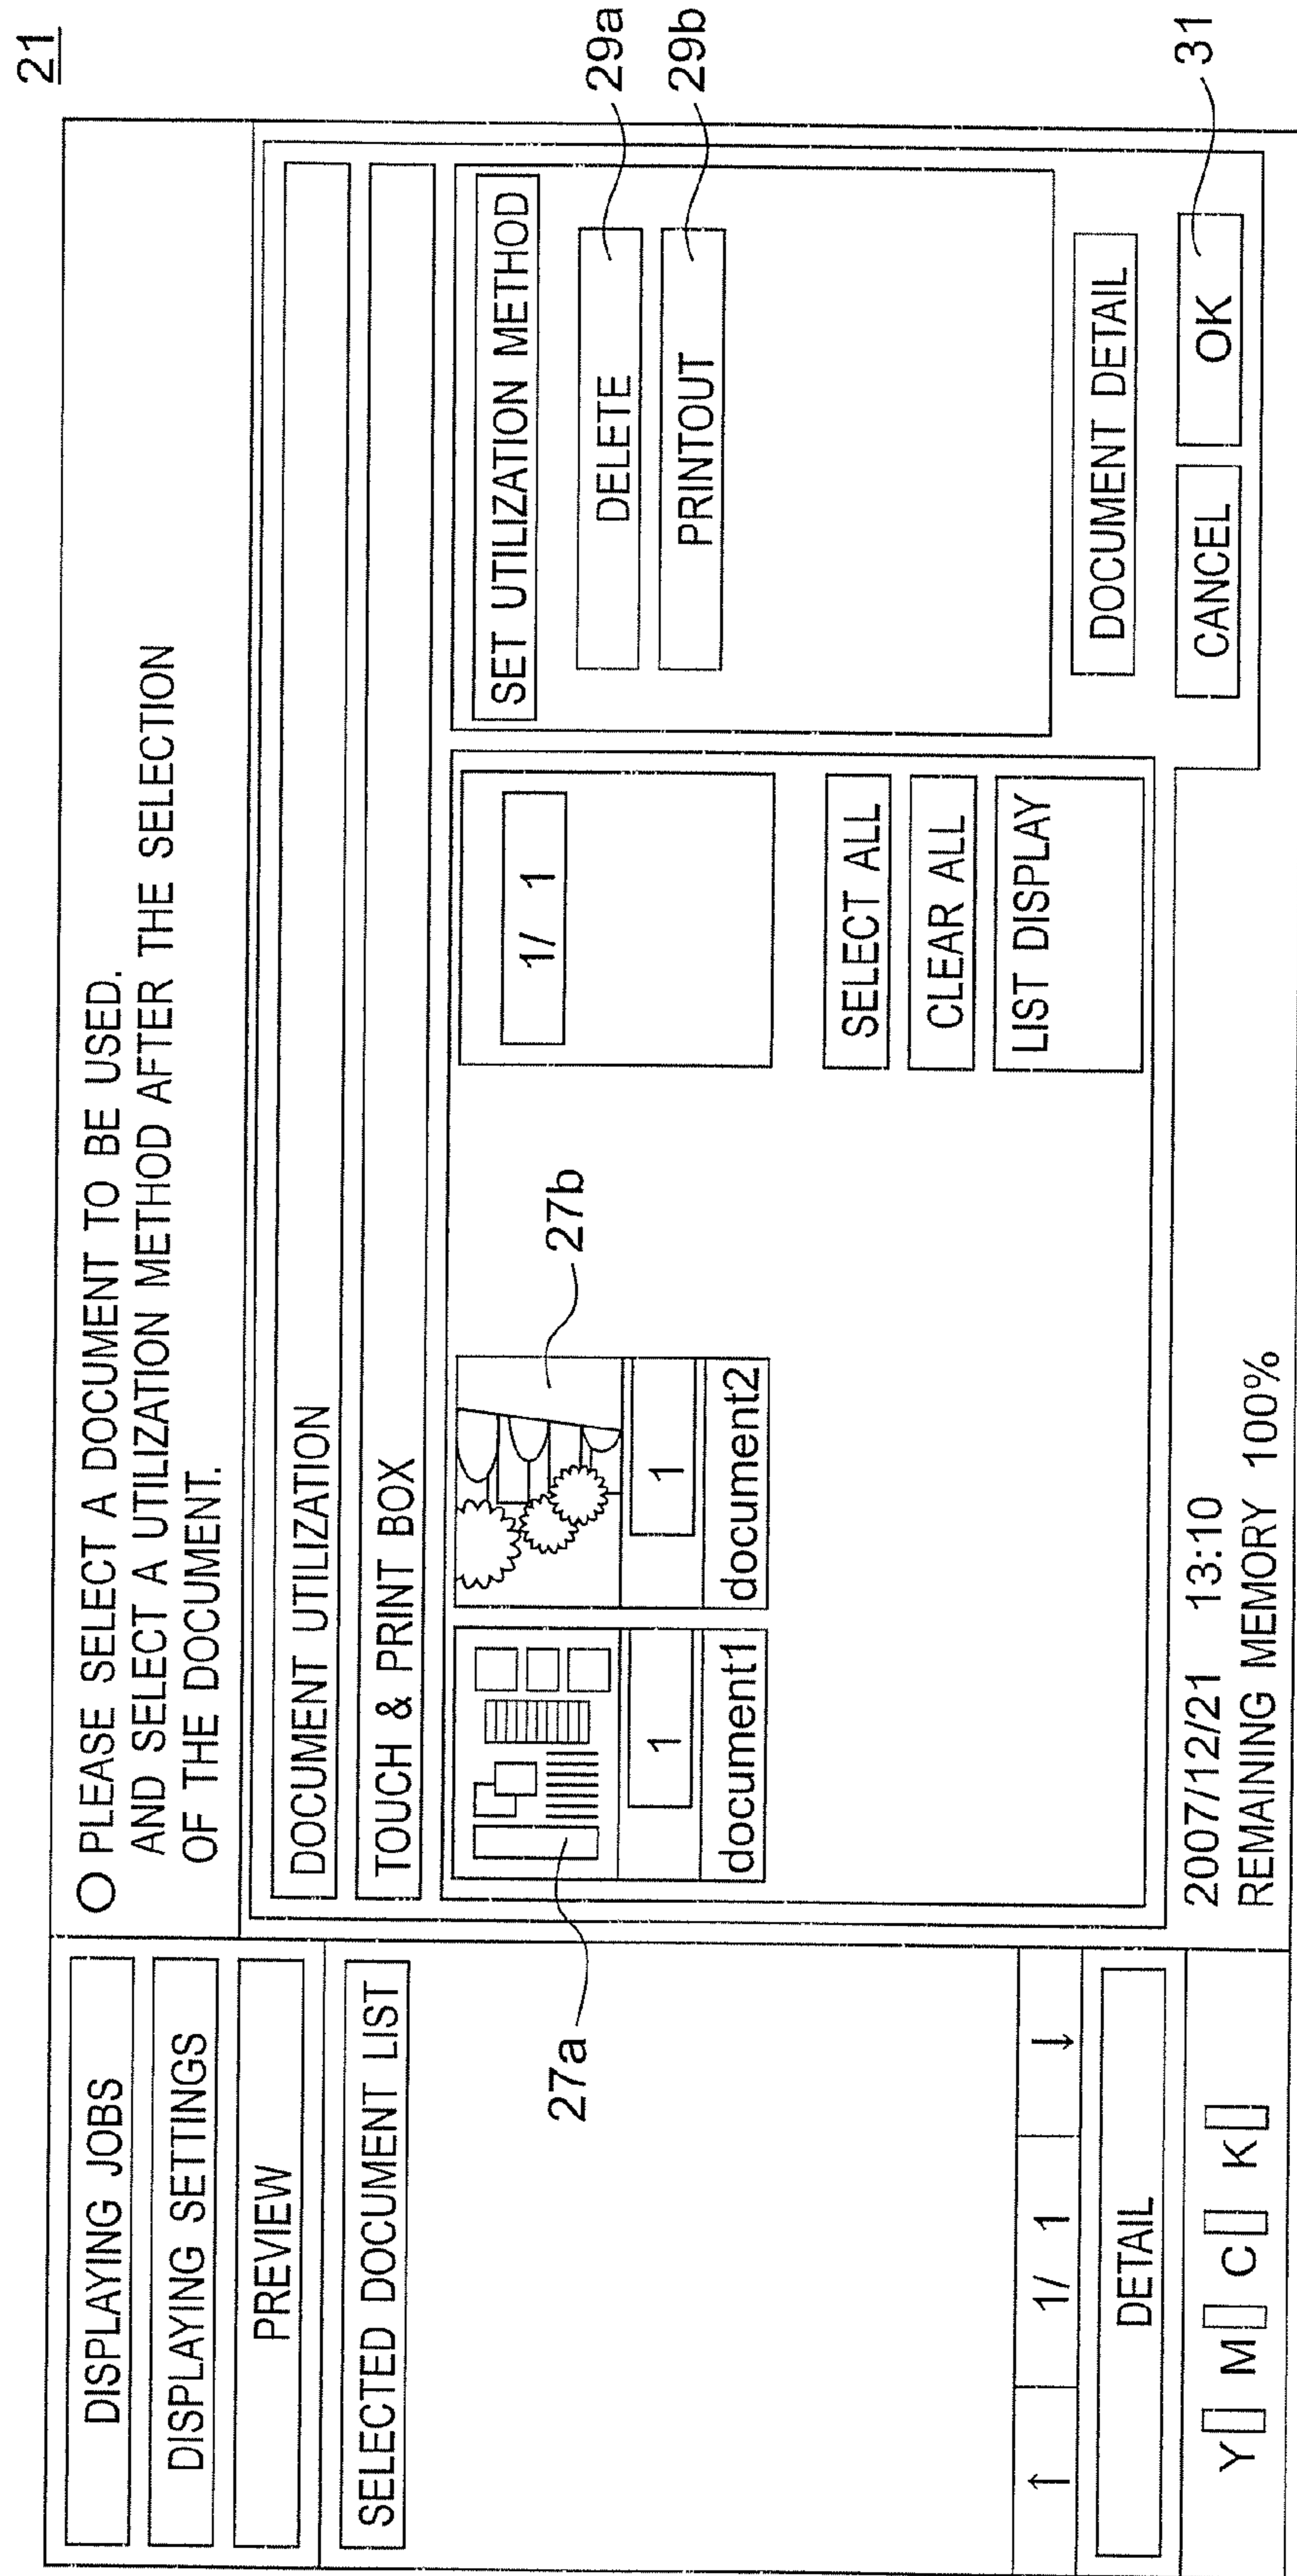 21
DISPLAYING JOBS
DISPLAYING SETTINGS
PREVIEW
SELECTED DOCUMENT LIST
↑ 1/ 1 ↓
DETAIL
Y M C K
○ PLEASE SELECT A DOCUMENT TO BE USED.
AND SELECT A UTILIZATION METHOD AFTER THE SELECTION
OF THE DOCUMENT.
DOCUMENT UTILIZATION
TOUCH & PRINT BOX
27a
1
document1
27b
1
document2
1/ 1
SELECT ALL
CLEAR ALL
LIST DISPLAY
SET UTILIZATION METHOD
DELETE
29a
PRINTOUT
29b
DOCUMENT DETAIL
CANCEL
OK
31
2007/12/21 13:10
REMAINING MEMORY 100%